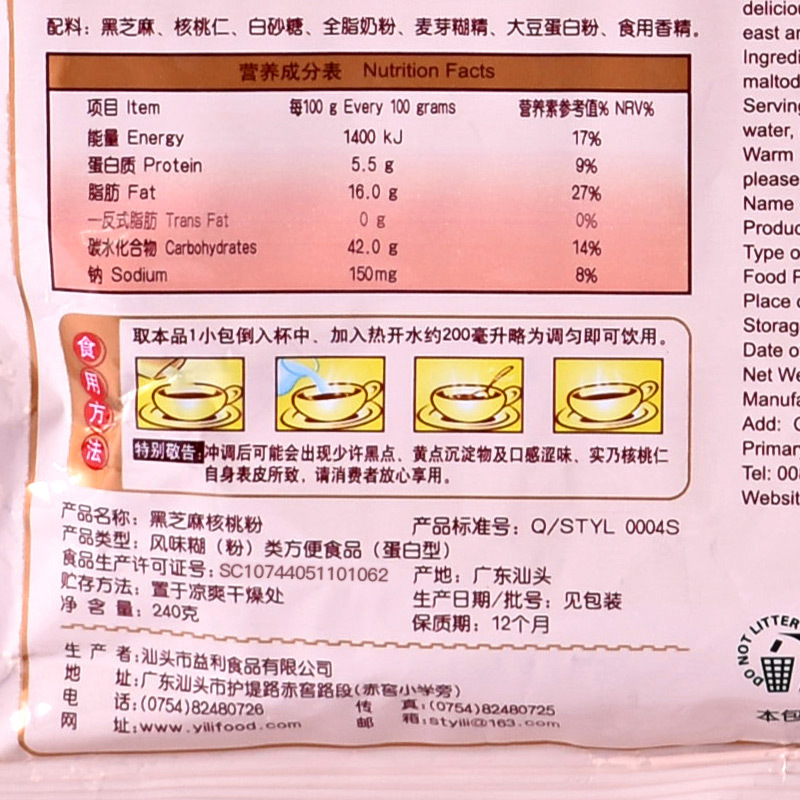 配料：黑芝麻、核桃仁、白砂糖、全脂奶粉、麦芽糊精、大豆蛋白粉、食用香精。
营养成分表 Nutrition Facts
项目 Item 每100 g Every 100 grams 营养素参考值% NRV%
能量 Energy 1400 kJ 17%
蛋白质 Protein 5.5 g 9%
脂肪 Fat 16.0 g 27%
一反式脂肪 Trans Fat 0 g 0%
碳水化合物 Carbohydrates 42.0 g 14%
钠 Sodium 150mg 8%
食用方法
取本品1小包倒入杯中、加入热开水约200毫升略为调匀即可饮用。
特别敬告:冲调后可能会出现少许黑点、黄点沉淀物及口感涩味、实乃核桃仁
自身表皮所致，请消费者放心享用。
产品名称：黑芝麻核桃粉 产品标准号：Q/STYL 0004S
产品类型：风味糊（粉）类方便食品（蛋白型）
食品生产许可证号：SC10744051101062 产地：广东汕头
贮存方法：置于凉爽干燥处 生产日期/批号：见包装
净含量：240克 保质期：12个月
生产者:汕头市益利食品有限公司
地址:广东汕头市护堤路赤窖路段(赤窖小学旁)
电话:(0754)82480726 传真:(0754)82480725
网址:www.yilifood.com 邮箱:styili@163.com
east
water,
Warm
please
Name
Type
Food
Place
Date
Net
Add:
Tel:
DO NOT LITTER
本包